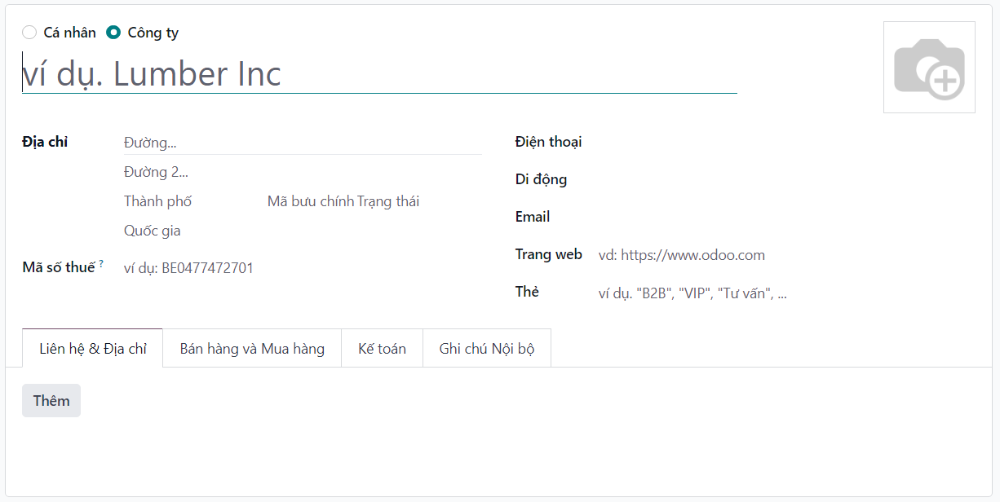 Cá nhân Công ty
ví dụ. Lumber Inc
Địa chỉ Đường...
Đường 2...
Thành phố Mã bưu chính Trạng thái
Quốc gia
Mã số thuế ? ví dụ: BE0477472701
Điện thoại
Di động
Email
Trang web vd: https://www.odoo.com
Thẻ ví dụ. "B2B", "VIP", "Tư vấn", ...
Liên hệ & Địa chỉ Bán hàng và Mua hàng Kế toán Ghi chú Nội bộ
Thêm